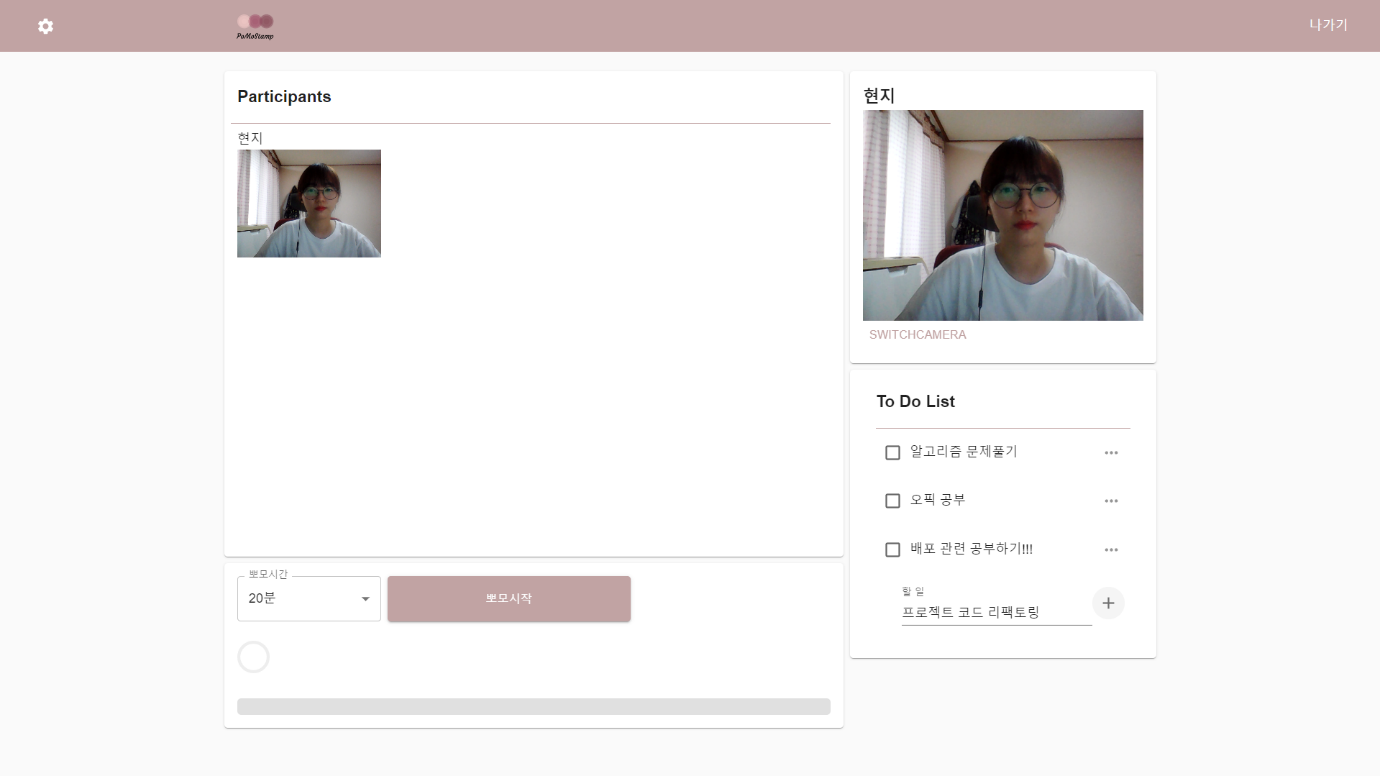 PoMoStamp
나가기
Participants
현지
현지
SWITCHCAMERA
To Do List
알고리즘 문제풀기
오픽 공부
배포 관련 공부하기!!!
할 일
프로젝트 코드 리팩토링
뽀모시간
20분
뽀모시작